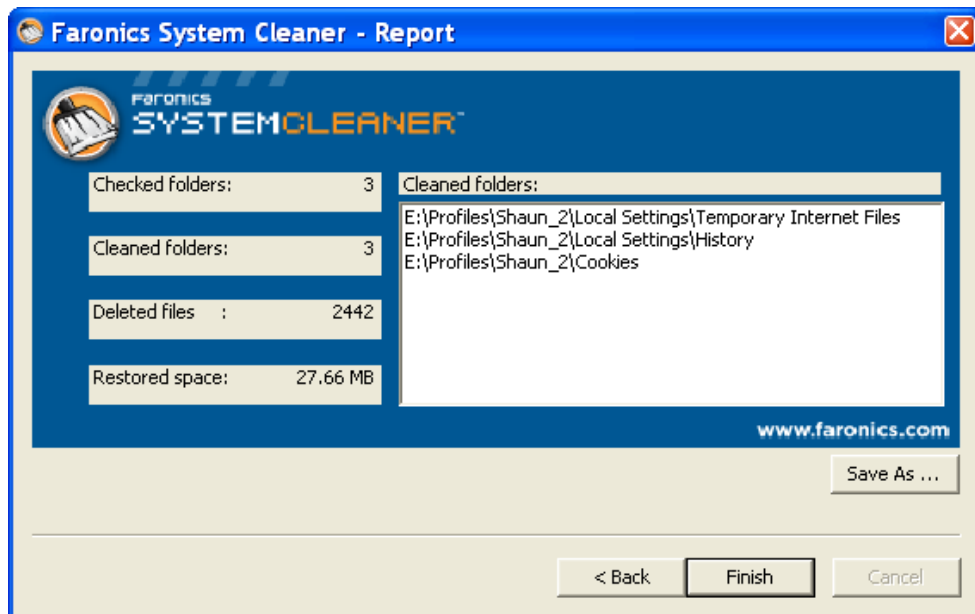 Faronics System Cleaner - Report
Faronics
SYSTEMCLEANER™
Checked folders: 3
Cleaned folders: 3
Deleted files : 2442
Restored space: 27.66 MB
Cleaned folders:
E:\Profiles\Shaun_2\Local Settings\Temporary Internet Files
E:\Profiles\Shaun_2\Local Settings\History
E:\Profiles\Shaun_2\Cookies
www.faronics.com
Save As ...
< Back
Finish
Cancel